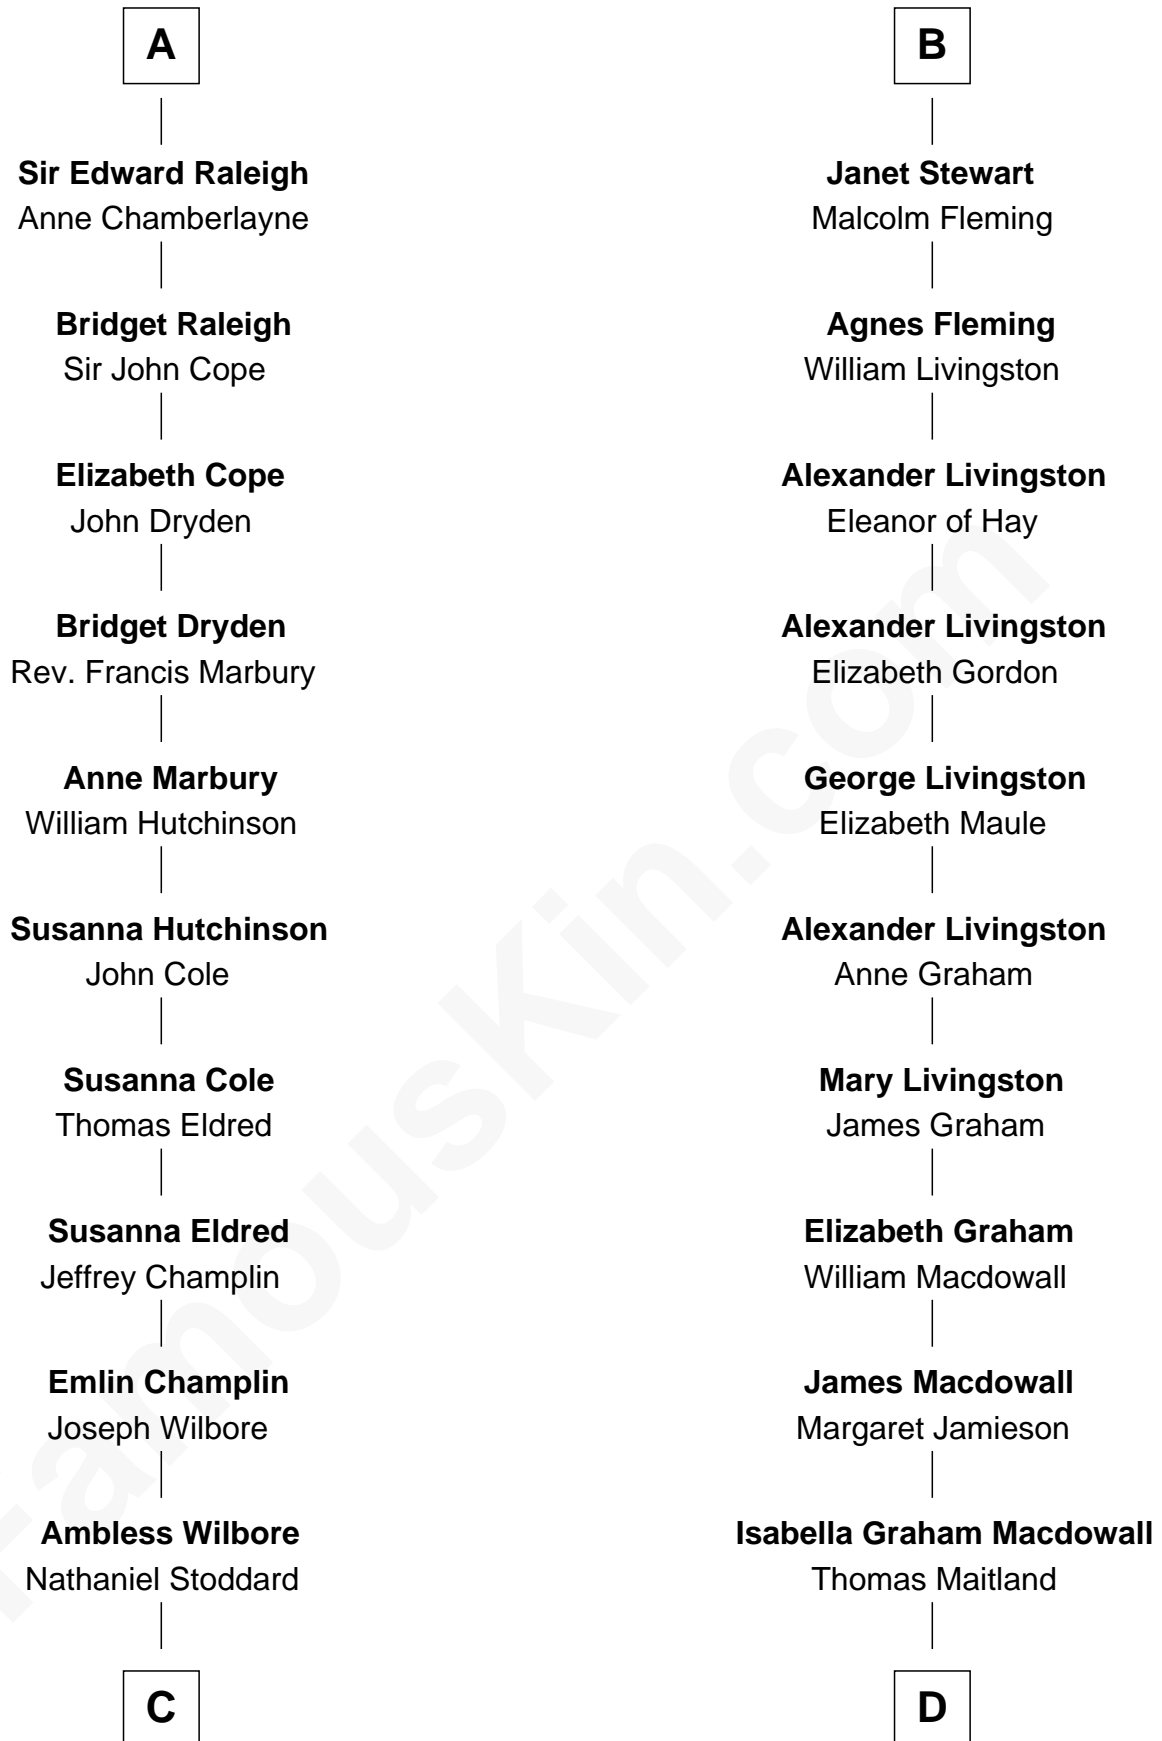 A
Sir Edward Raleigh
Anne Chamberlayne
Bridget Raleigh
Sir John Cope
Elizabeth Cope
John Dryden
Bridget Dryden
Rev. Francis Marbury
Anne Marbury
William Hutchinson
Susanna Hutchinson
John Cole
Susanna Cole
Thomas Eldred
Susanna Eldred
Jeffrey Champlin
Emlin Champlin
Joseph Wilbore
Ambless Wilbore
Nathaniel Stoddard
C
B
Janet Stewart
Malcolm Fleming
Agnes Fleming
William Livingston
Alexander Livingston
Eleanor of Hay
Alexander Livingston
Elizabeth Gordon
George Livingston
Elizabeth Maule
Alexander Livingston
Anne Graham
Mary Livingston
James Graham
Elizabeth Graham
William Macdowall
James Macdowall
Margaret Jamieson
Isabella Graham Macdowall
Thomas Maitland
D
FamousKin.com